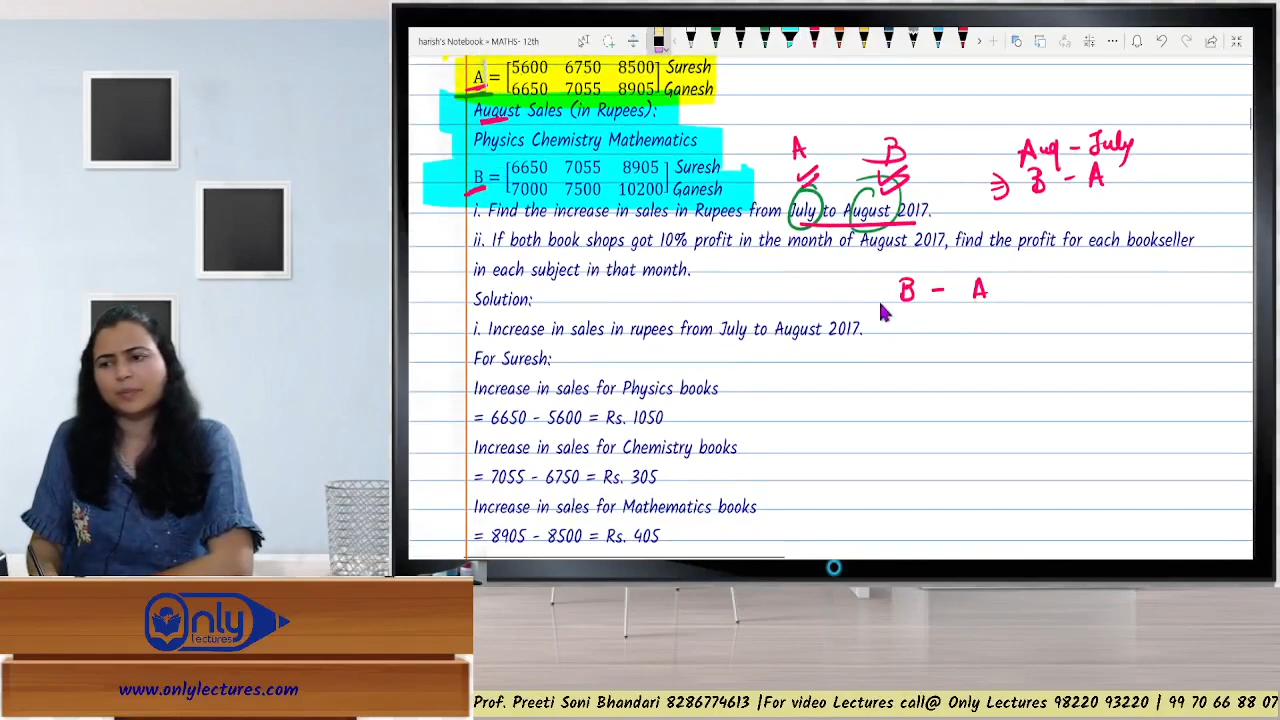 harish's Notebook » MATHS- 12th
A = [5600 6750 8500] Suresh
[6650 7055 8905] Ganesh
August Sales (in Rupees):
Physics Chemistry Mathematics
B = [6650 7055 8905] Suresh
[7000 7500 10200] Ganesh
A B
Aug - July
⇒ B - A
i. Find the increase in sales in Rupees from July to August 2017.
ii. If both book shops got 10% profit in the month of August 2017, find the profit for each bookseller
in each subject in that month.
Solution:
B - A
i. Increase in sales in rupees from July to August 2017.
For Suresh:
Increase in sales for Physics books
= 6650 - 5600 = Rs. 1050
Increase in sales for Chemistry books
= 7055 - 6750 = Rs. 305
Increase in sales for Mathematics books
= 8905 - 8500 = Rs. 405
Only
lectures
www.onlylectures.com
Prof. Preeti Soni Bhandari 8286774613 |For video Lectures call@ Only Lectures 98220 93220 | 99 70 66 88 07